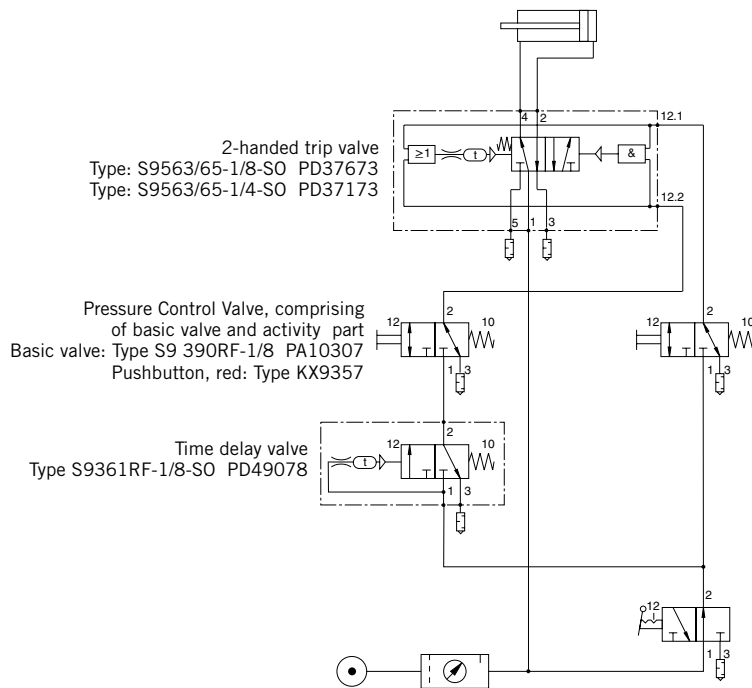 4 2 12.1
2-handed trip valve
Type: S9563/65-1/8-SO PD37673
Type: S9563/65-1/4-SO PD37173
≥1 t &
12.2
5 1 3
Pressure Control Valve, comprising
of basic valve and activity part
Basic valve: Type S9 390RF-1/8 PA10307
Pushbutton, red: Type KX9357
12 2 10
1 3
2
12 10
1 3
Time delay valve
Type S9361RF-1/8-SO PD49078
12 2 10
t
1 3
2
12
1 3